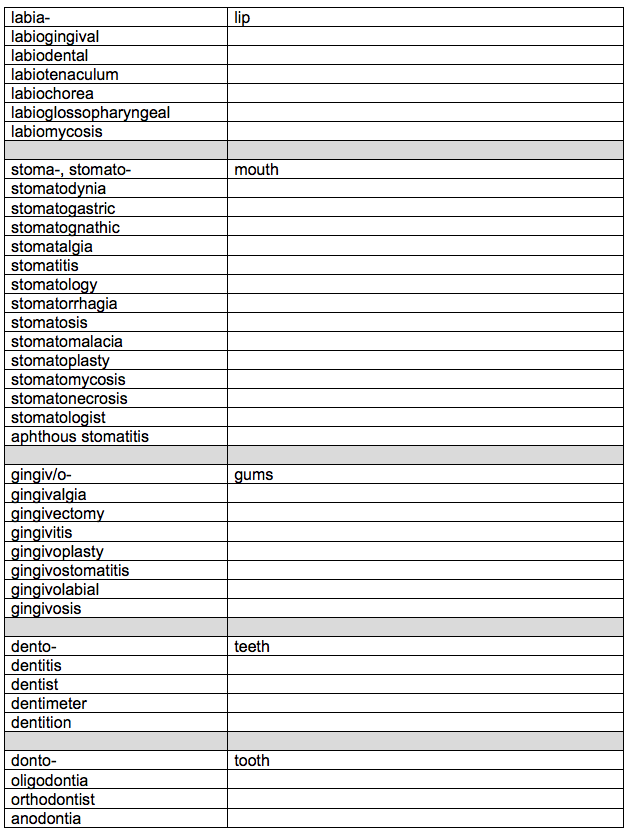 labia- lip
labiogingival
labiodental
labiotenaculum
labiochorea
labioglossopharyngeal
labiomycosis
stoma-, stomato- mouth
stomatodynia
stomatogastric
stomatognathic
stomatalgia
stomatitis
stomatology
stomatorrhagia
stomatosis
stomatomalacia
stomatoplasty
stomatomycosis
stomatonecrosis
stomatologist
aphthous stomatitis
gingiv/o- gums
gingivalgia
gingivectomy
gingivitis
gingivoplasty
gingivostomatitis
gingivolabial
gingivosis
dento- teeth
dentitis
dentist
dentimeter
dentition
donto- tooth
oligodontia
orthodontist
anodontia